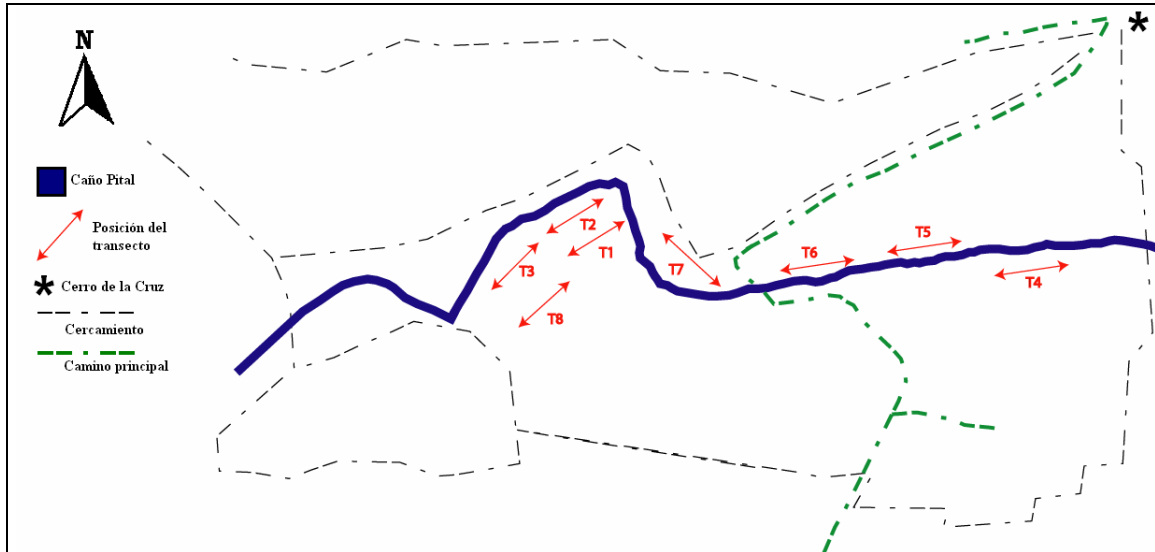 N
Caño Pital
Posición del
transecto
Cerro de la Cruz
Cercamiento
Camino principal
T2
T1
T3
T8
T7
T6
T5
T4